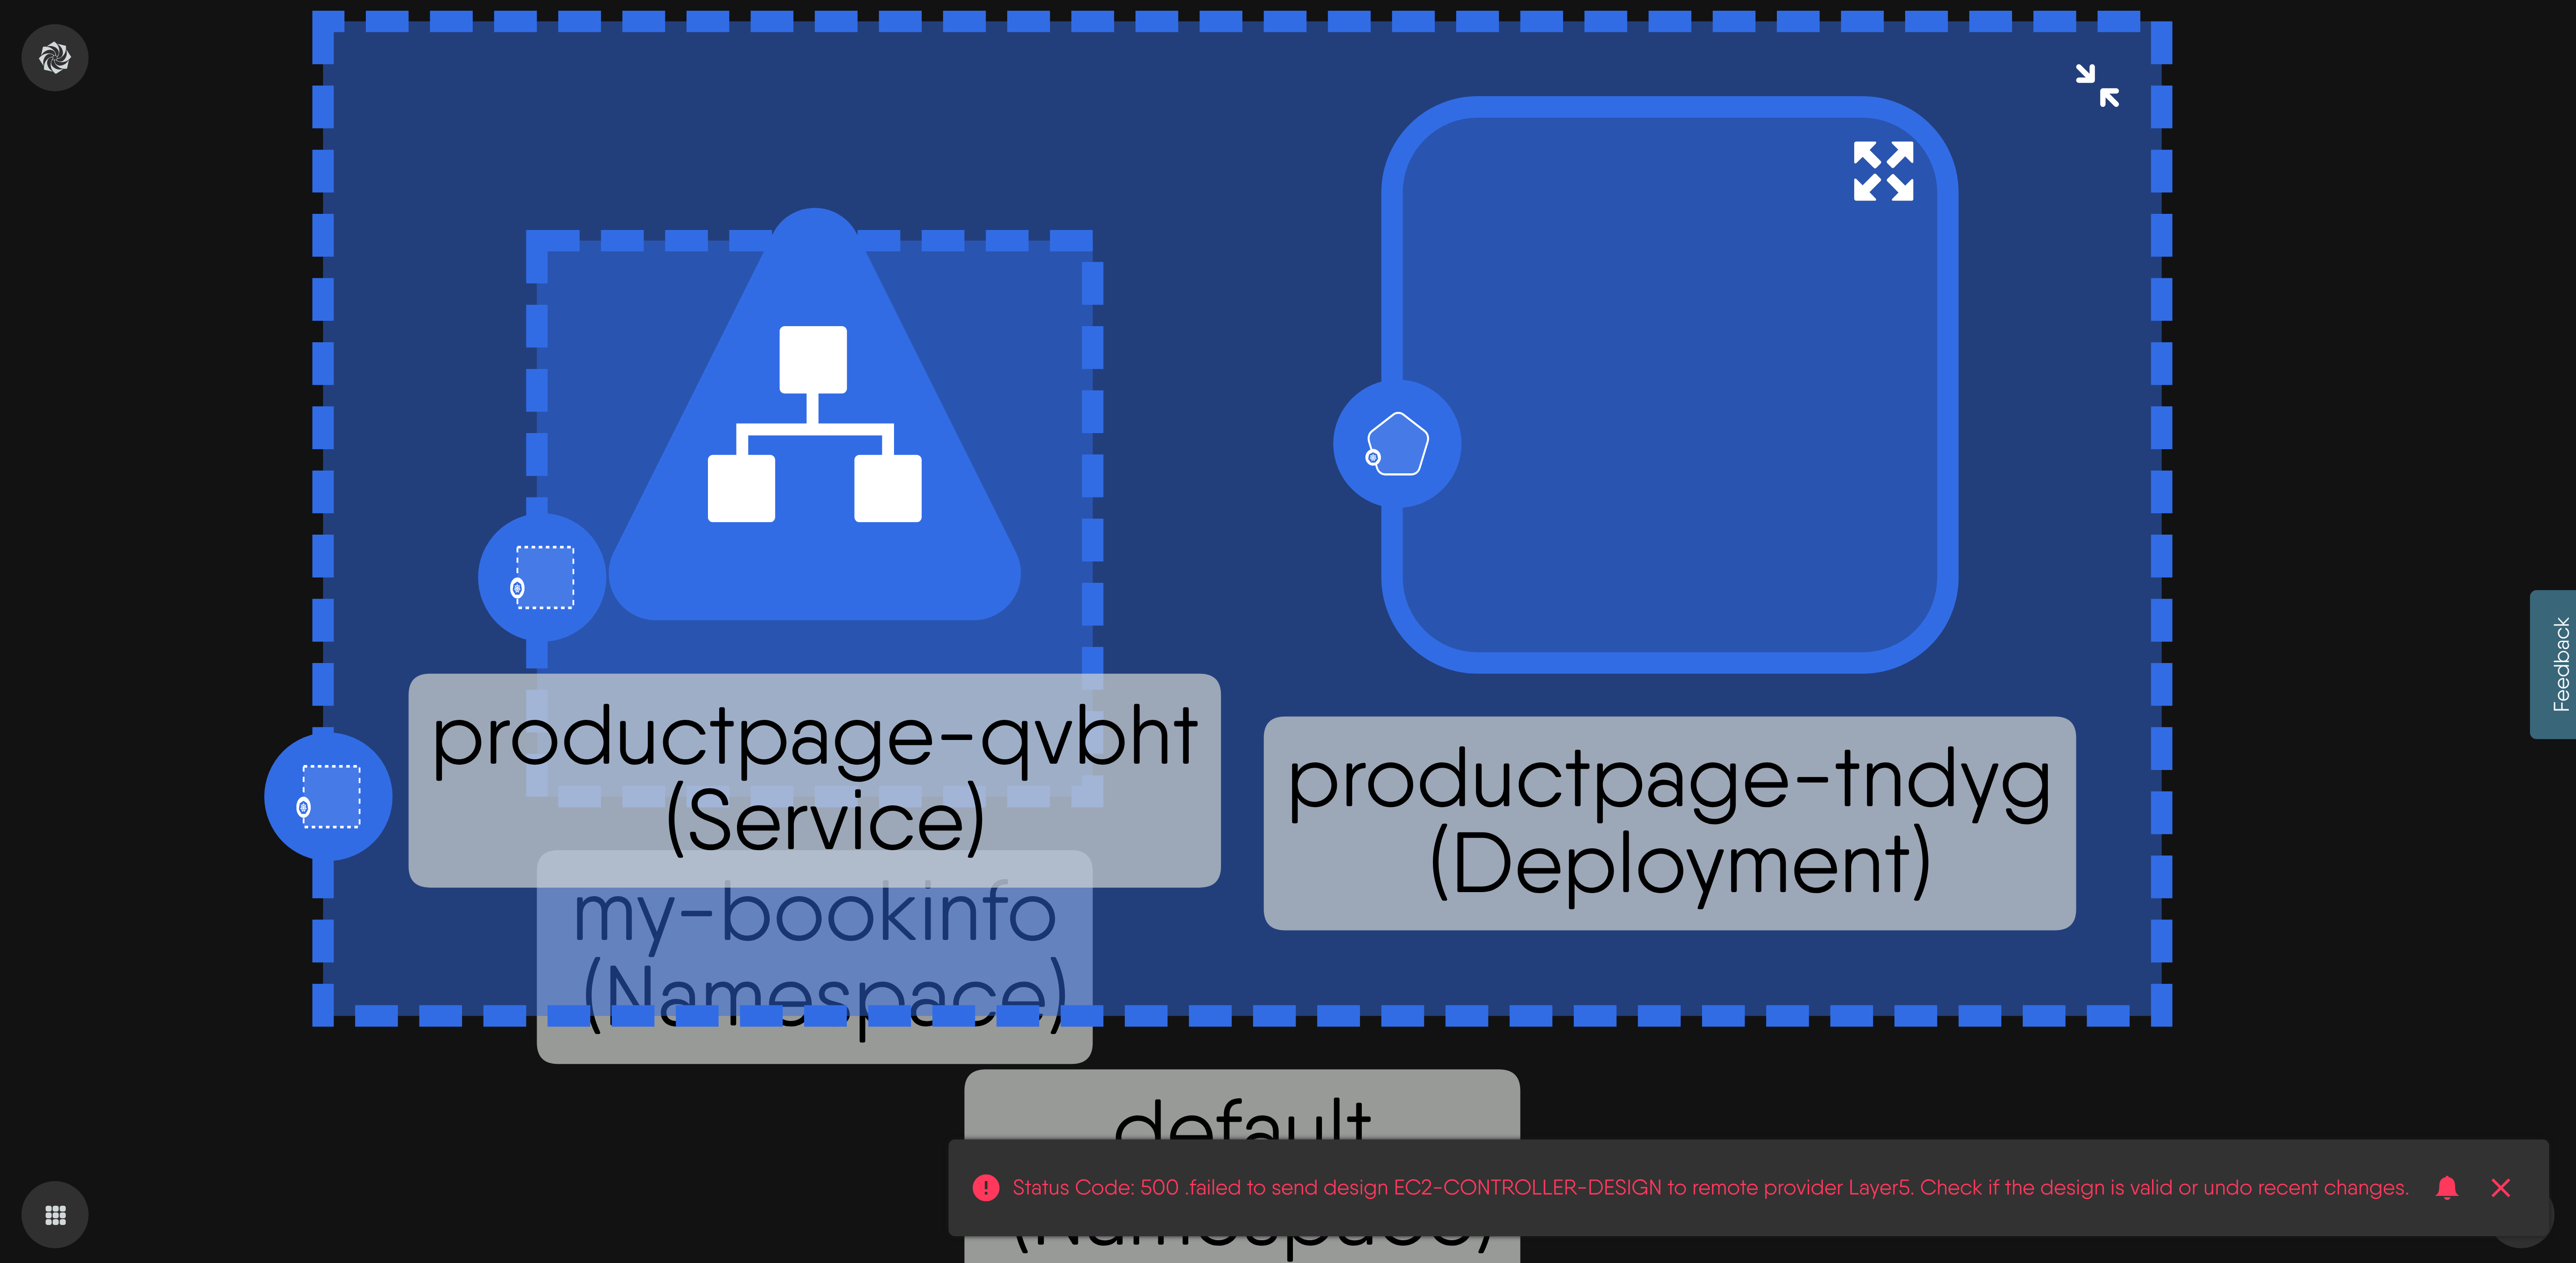 productpage-qvbht
(Service)
productpage-tndyg
(Deployment)
my-bookinfo
(Namespace)
default
(Namespace)
Status Code: 500 .failed to send design EC2-CONTROLLER-DESIGN to remote provider Layer5. Check if the design is valid or undo recent changes.
Feedback